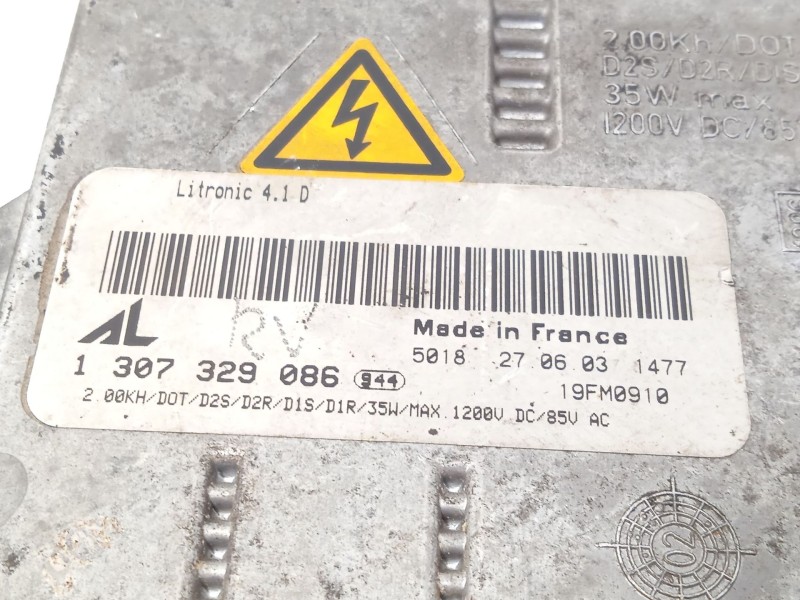 2.00Kh/DOT
D2S/D2R/D1S
35W max
1200V DC/85
Litronic 4.1 D
AL
Made in France
5018 27.06.03 1477
1 307 329 086 944
19FM0910
2.00KH/DOT/D2S/D2R/D1S/D1R/35W/MAX.1200V DC/85V AC
02